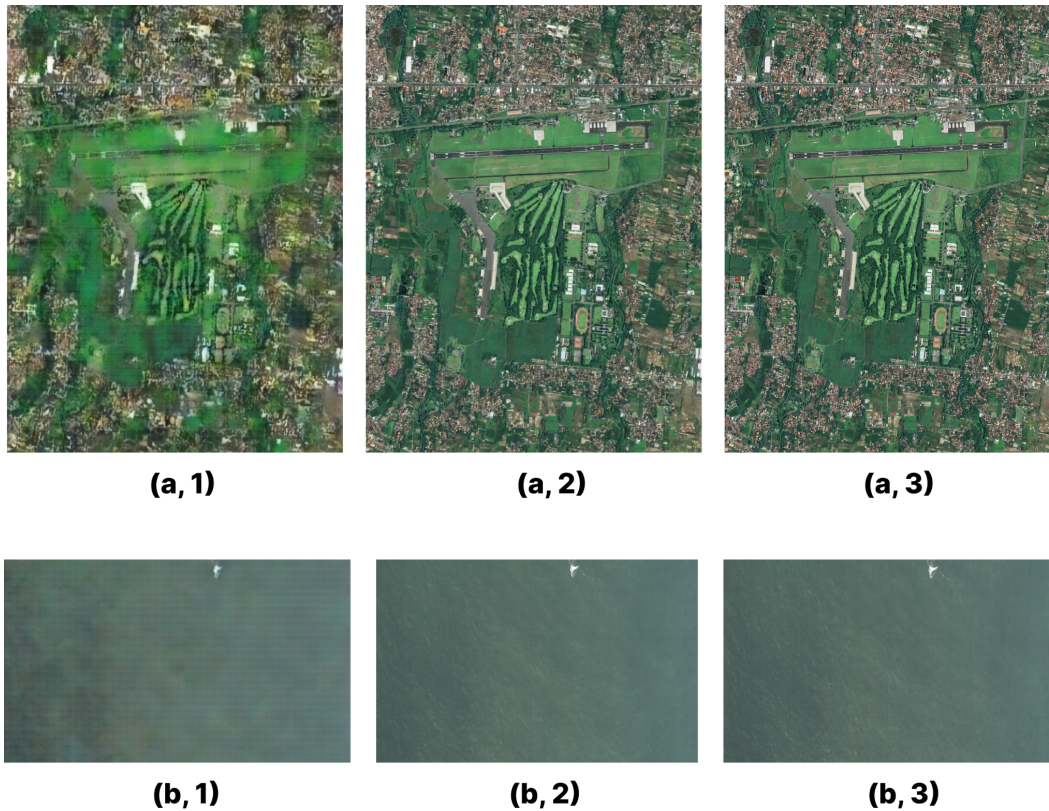 (a, 1)
(a, 2)
(a, 3)
(b, 1)
(b, 2)
(b, 3)